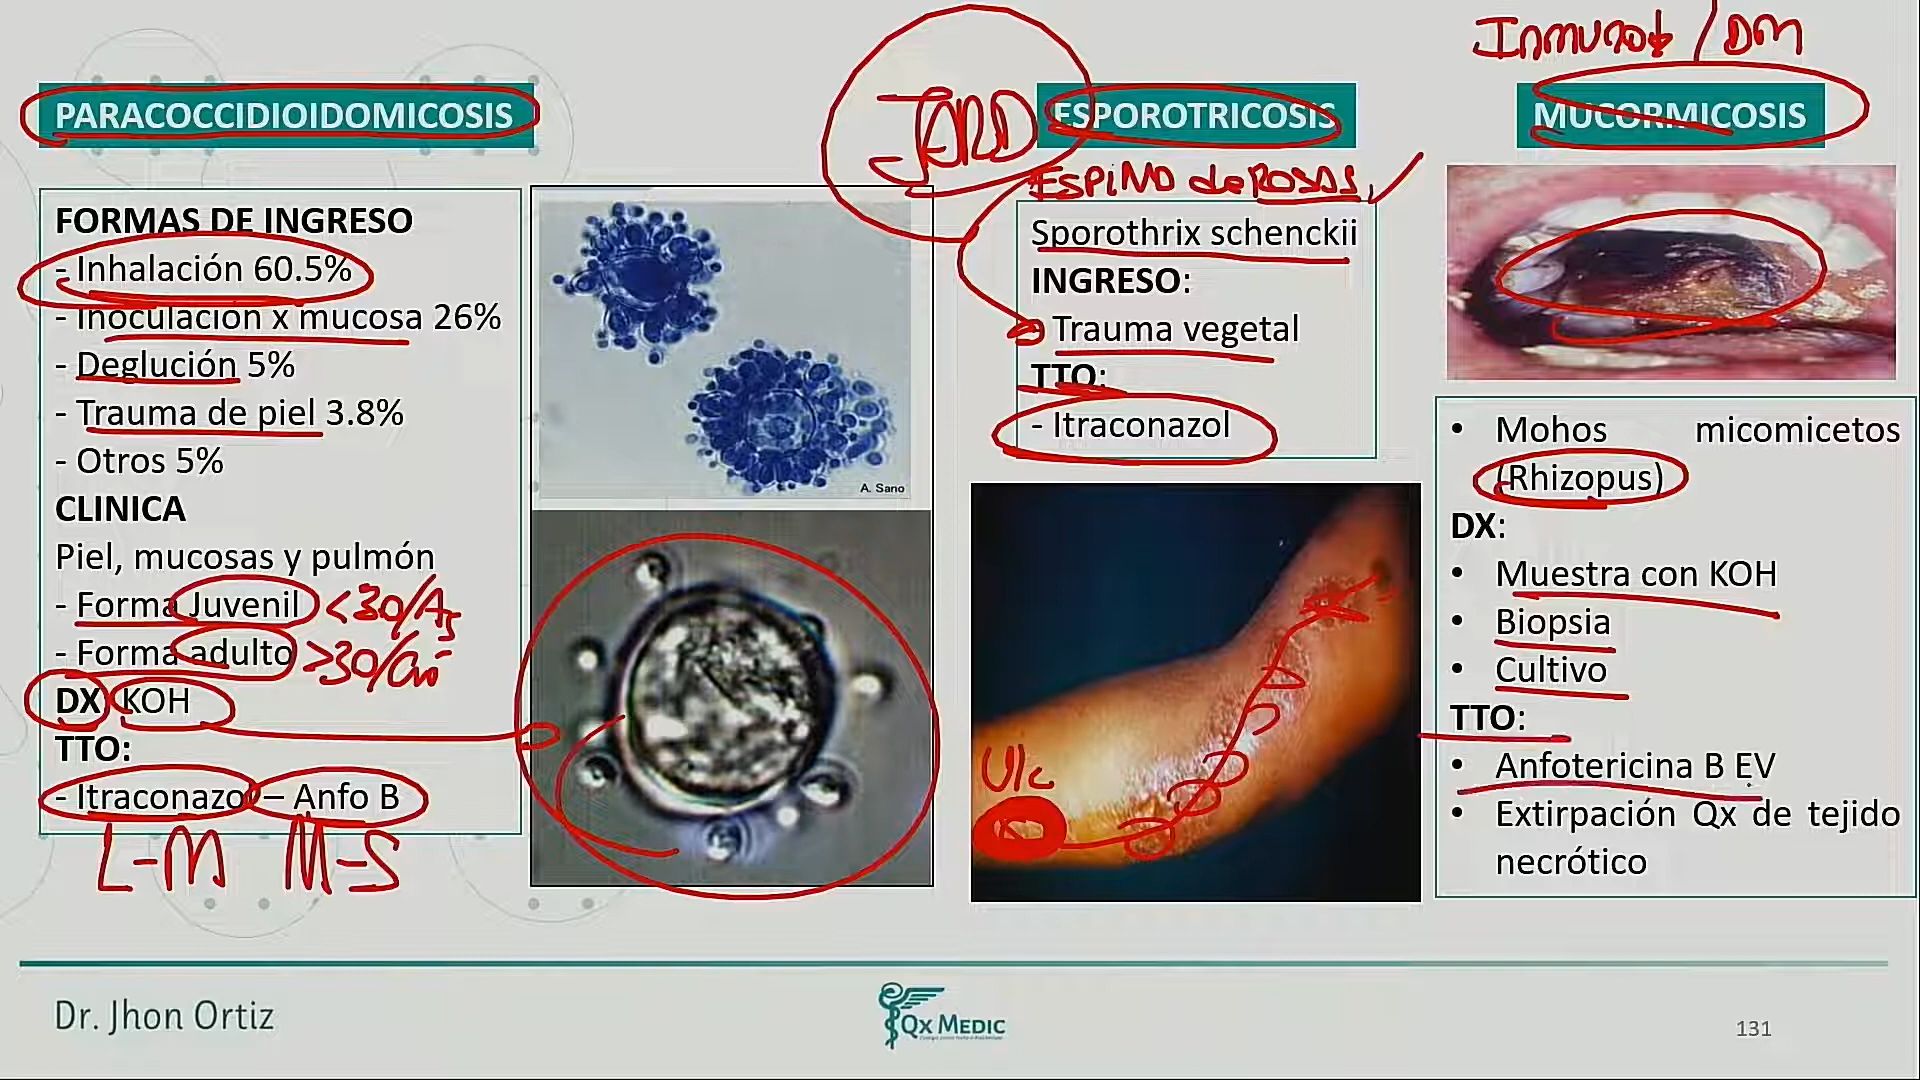 Inmuno↓ / DM
PARACOCCIDIOIDOMICOSIS
FORMAS DE INGRESO
- Inhalación 60.5%
- Inoculación x mucosa 26%
- Deglución 5%
- Trauma de piel 3.8%
- Otros 5%
CLINICA
Piel, mucosas y pulmón
- Forma Juvenil <30/A
- Forma adulto >30/
DX KOH
TTO:
- Itraconazol – Anfo B
L-M M-S
A. Sano
JARD
ESPOROTRICOSIS
ESPINO de ROSAS
Sporothrix schenckii
INGRESO:
- Trauma vegetal
TTO:
- Itraconazol
Ulc
MUCORMICOSIS
• Mohos micomicetos
(Rhizopus)
DX:
• Muestra con KOH
• Biopsia
• Cultivo
TTO:
• Anfotericina B EV
• Extirpación Qx de tejido
necrótico
Dr. Jhon Ortiz
QX MEDIC
131